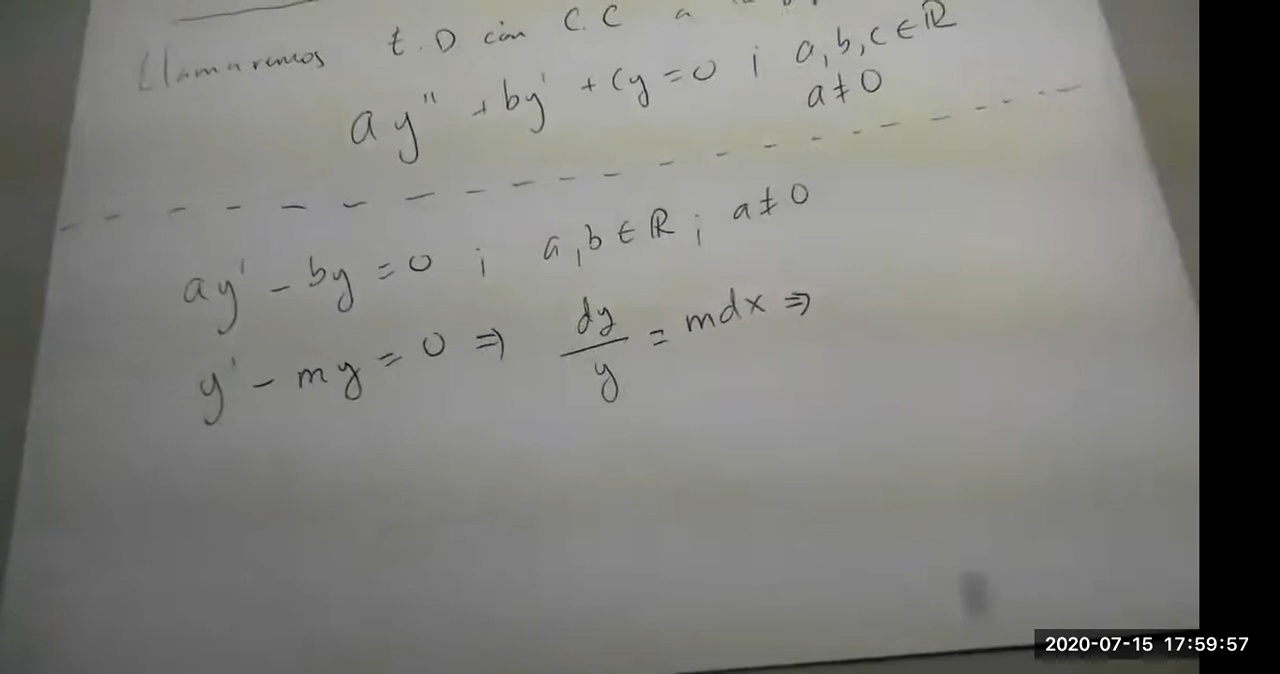 Llamaremos E.D con C.C a
ay'' + by' + cy = 0 ; a, b, c ∈ ℝ
a ≠ 0
ay' - by = 0 ; a, b ∈ ℝ ; a ≠ 0
y' - my = 0 ⇒ dy/y = mdx ⇒
2020-07-15 17:59:57